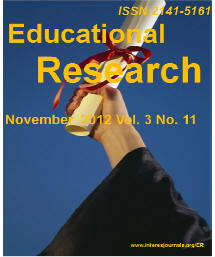 ISSN 2141-5161
Educational
Research
November 2012 Vol. 3 No. 11
www.interesjournals.org/ER